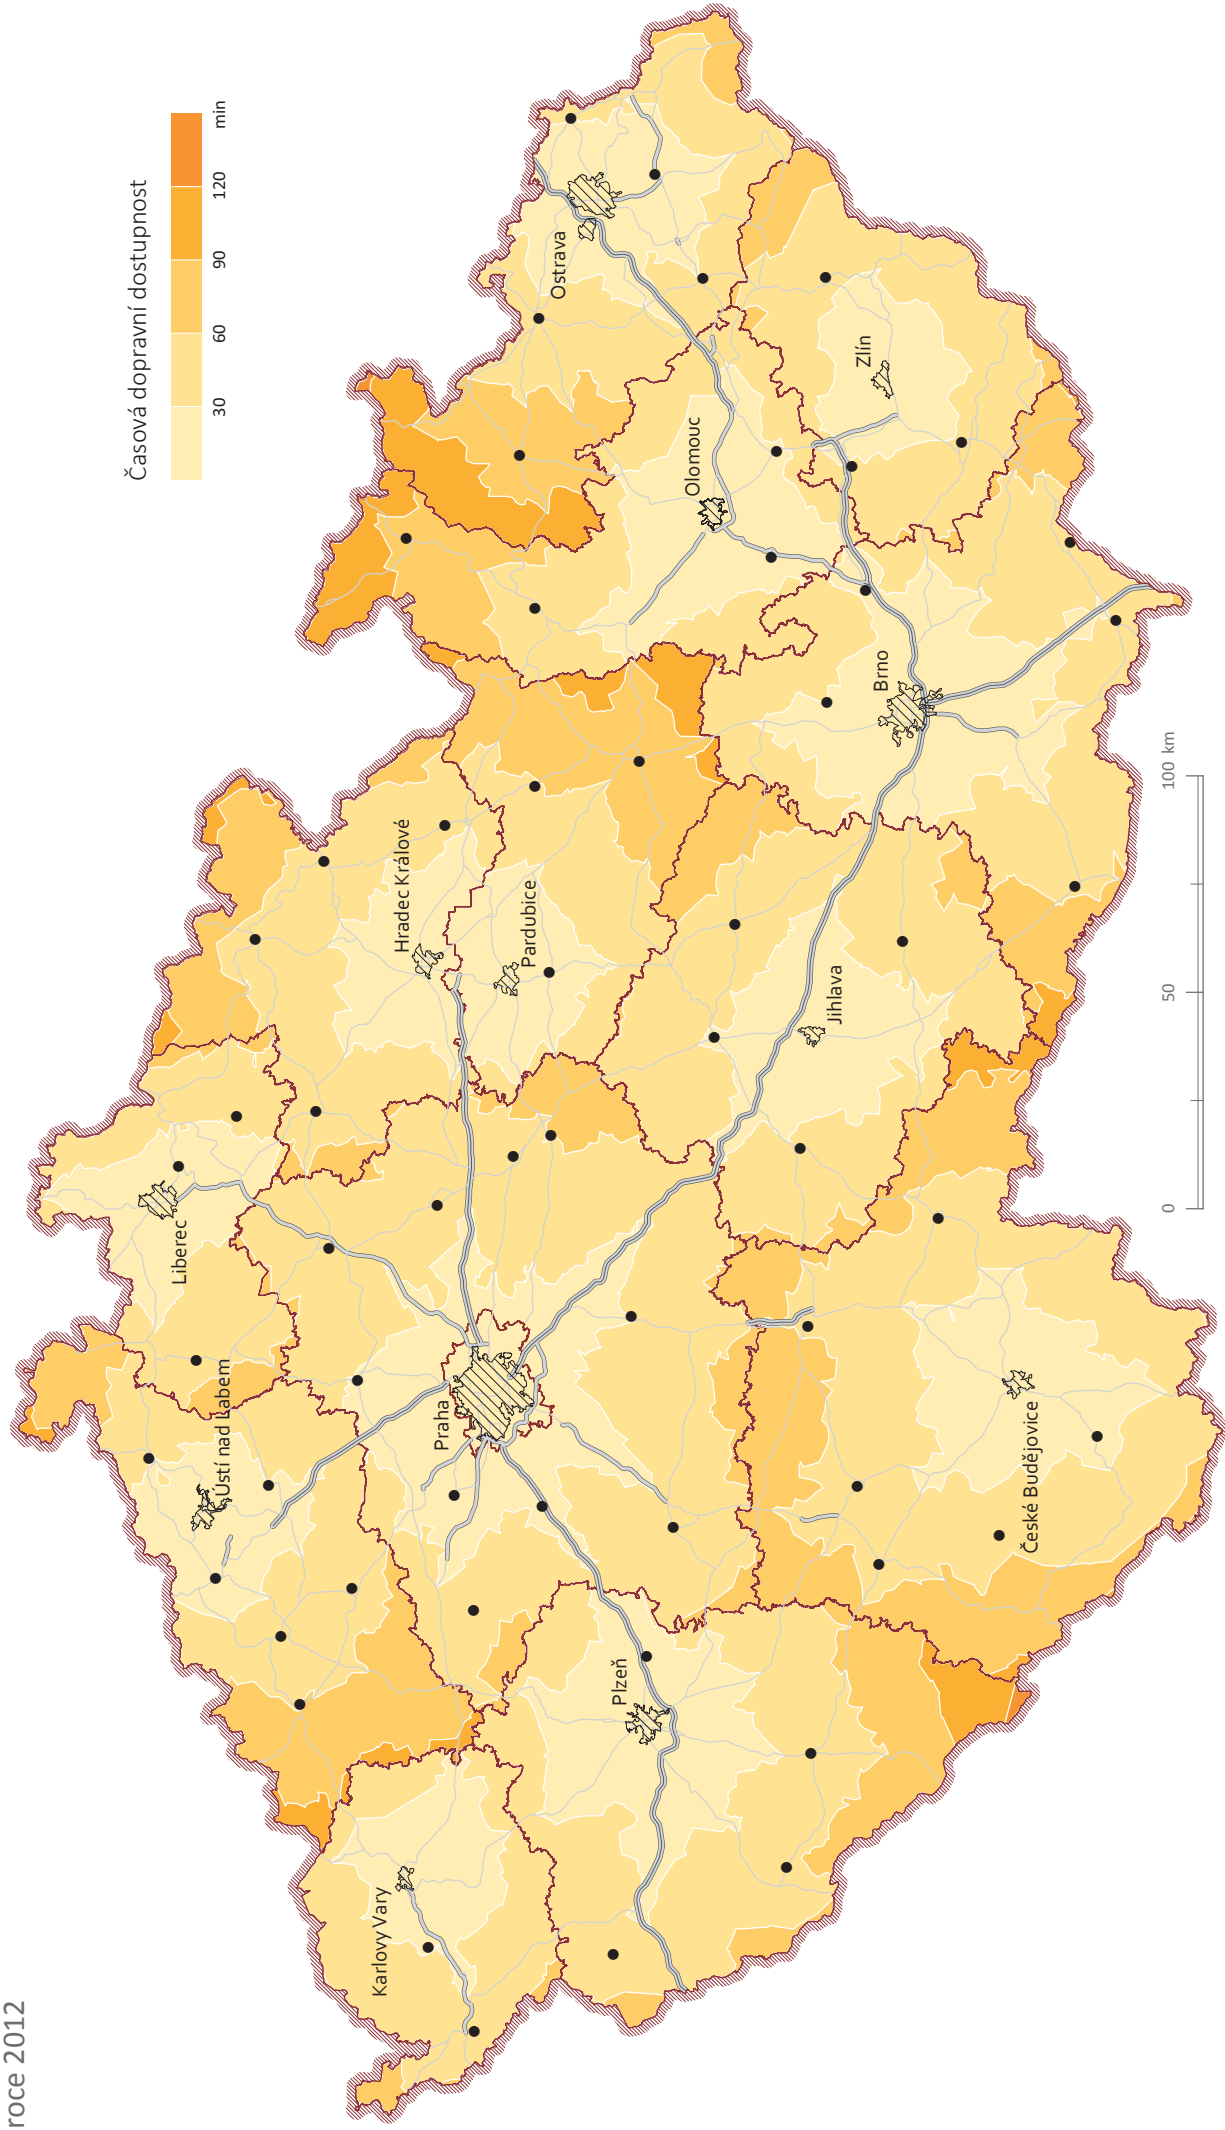 roce 2012
Časová dopravní dostupnost
30
60
90
120
min
Liberec
Ústí nad Labem
Karlovy Vary
Praha
Hradec Králové
Pardubice
Plzeň
Ostrava
Olomouc
Zlín
Brno
Jihlava
České Budějovice
0
50
100 km